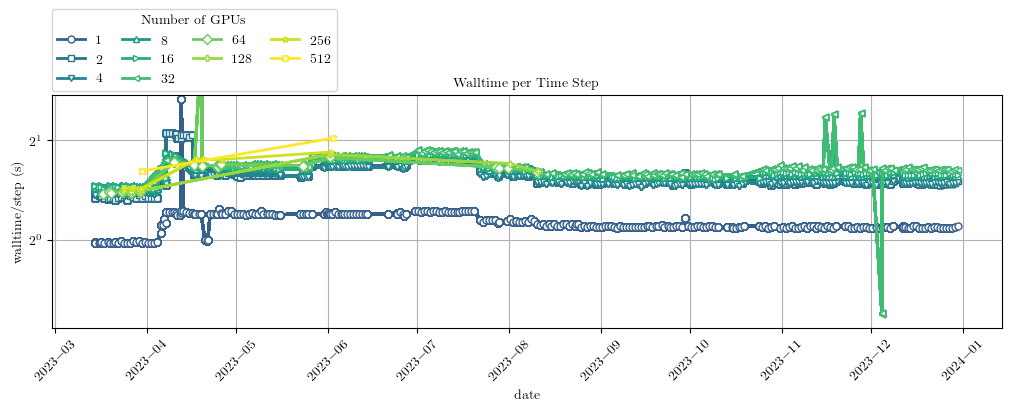 Number of GPUs
1 8 64 256
2 16 128 512
4 32
Walltime per Time Step
2^1
2^0
walltime/step (s)
2023−03 2023−04 2023−05 2023−06 2023−07 2023−08 2023−09 2023−10 2023−11 2023−12 2024−01
date